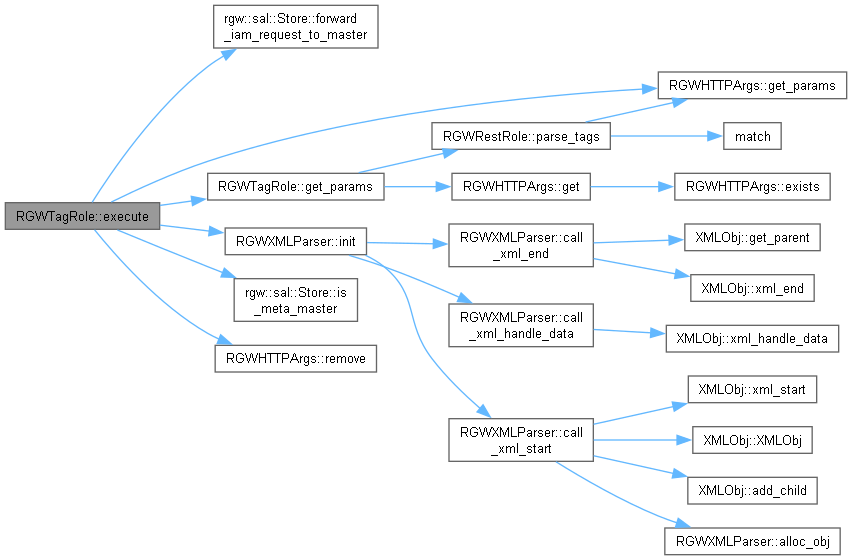 rgw::sal::Store::forward
_iam_request_to_master
RGWHTTPArgs::get_params
RGWRestRole::parse_tags
match
RGWTagRole::get_params
RGWHTTPArgs::get
RGWHTTPArgs::exists
RGWTagRole::execute
RGWXMLParser::init
RGWXMLParser::call
_xml_end
XMLObj::get_parent
XMLObj::xml_end
rgw::sal::Store::is
_meta_master
RGWXMLParser::call
_xml_handle_data
XMLObj::xml_handle_data
RGWHTTPArgs::remove
RGWXMLParser::call
_xml_start
XMLObj::xml_start
XMLObj::XMLObj
XMLObj::add_child
RGWXMLParser::alloc_obj